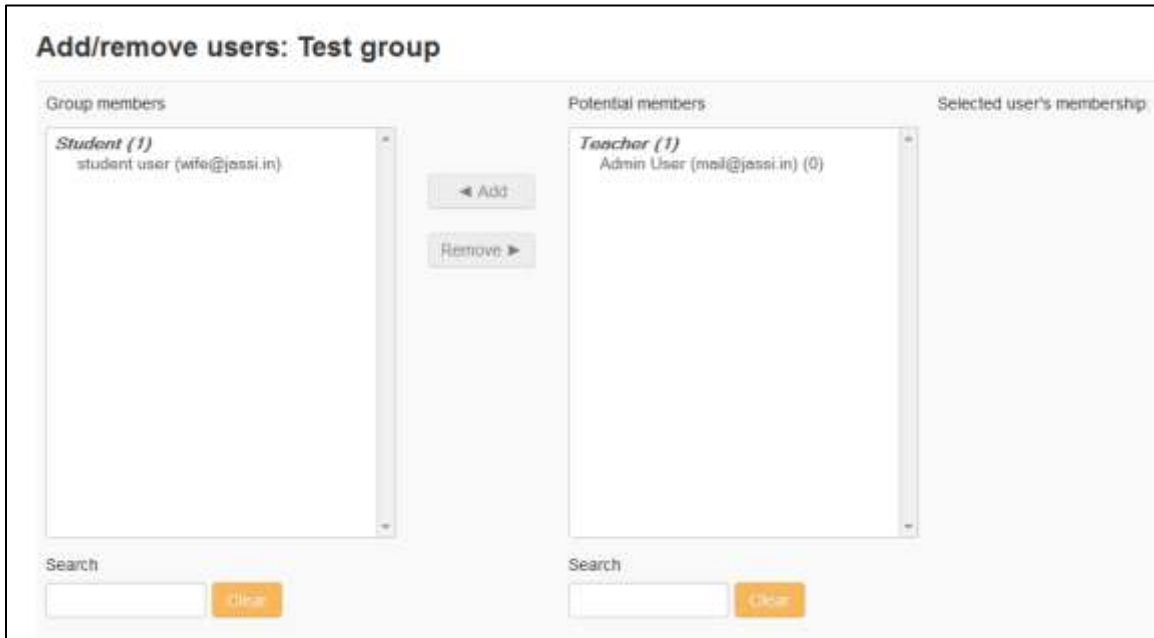 Add/remove users: Test group
Group members
Potential members
Selected user's membership
Student (1)
student user (wife@jassi.in)
Teacher (1)
Admin User (mail@jassi.in) (0)
◄ Add
Remove ►
Search
Clear
Search
Clear